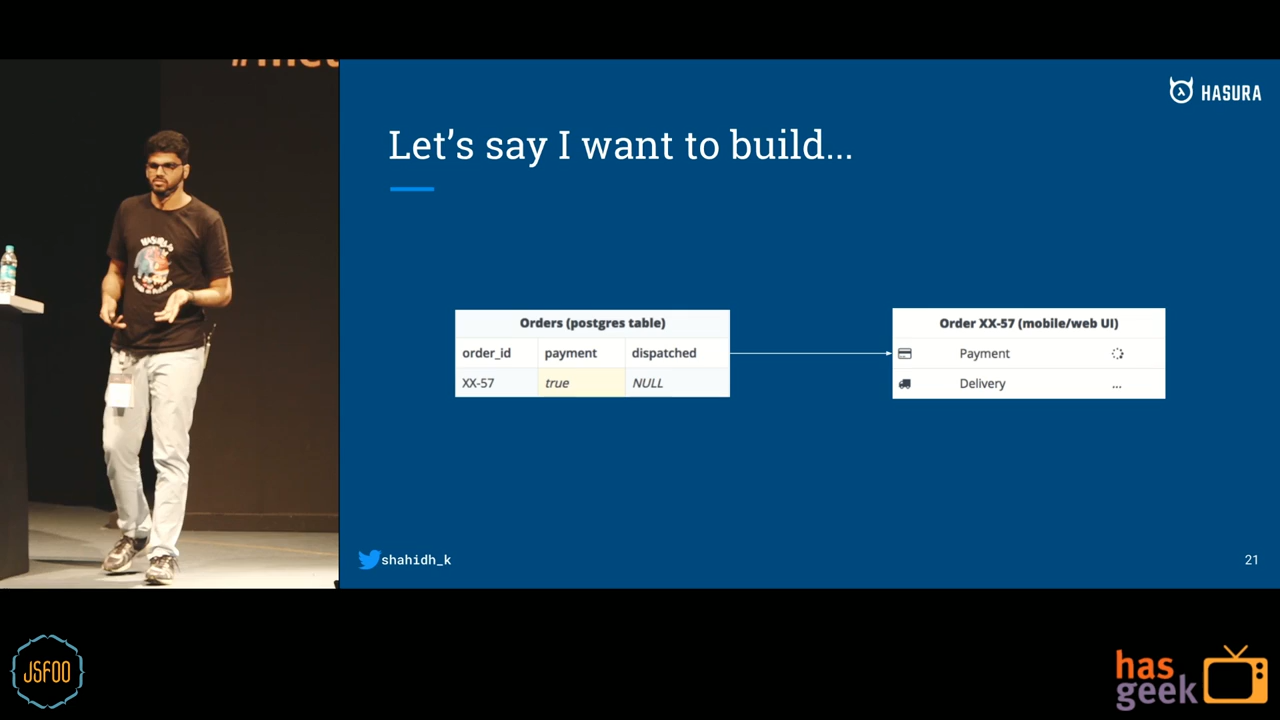 HASURA
Let's say I want to build...
Orders (postgres table)
order_id payment dispatched
XX-57 true NULL
Order XX-57 (mobile/web UI)
Payment
Delivery ...
shahidh_k
21
JSFOO
has
geek